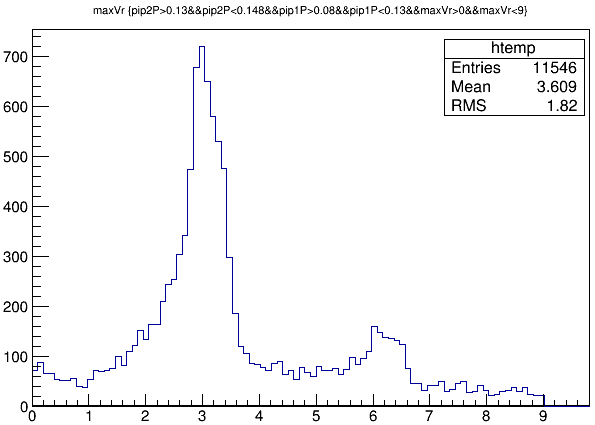 maxVr {pip2P>0.13&&pip2P<0.148&&pip1P>0.08&&pip1P<0.13&&maxVr>0&&maxVr<9}
htemp
Entries 11546
Mean 3.609
RMS 1.82
700
600
500
400
300
200
100
0
0 1 2 3 4 5 6 7 8 9